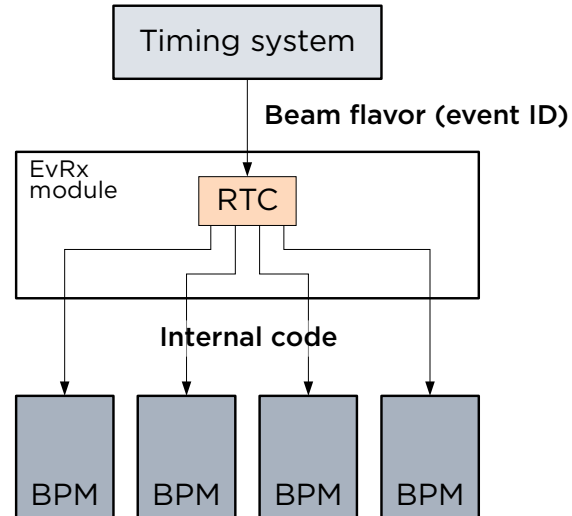 Timing system
Beam flavor (event ID)
EvRx
module
RTC
Internal code
BPM BPM BPM BPM